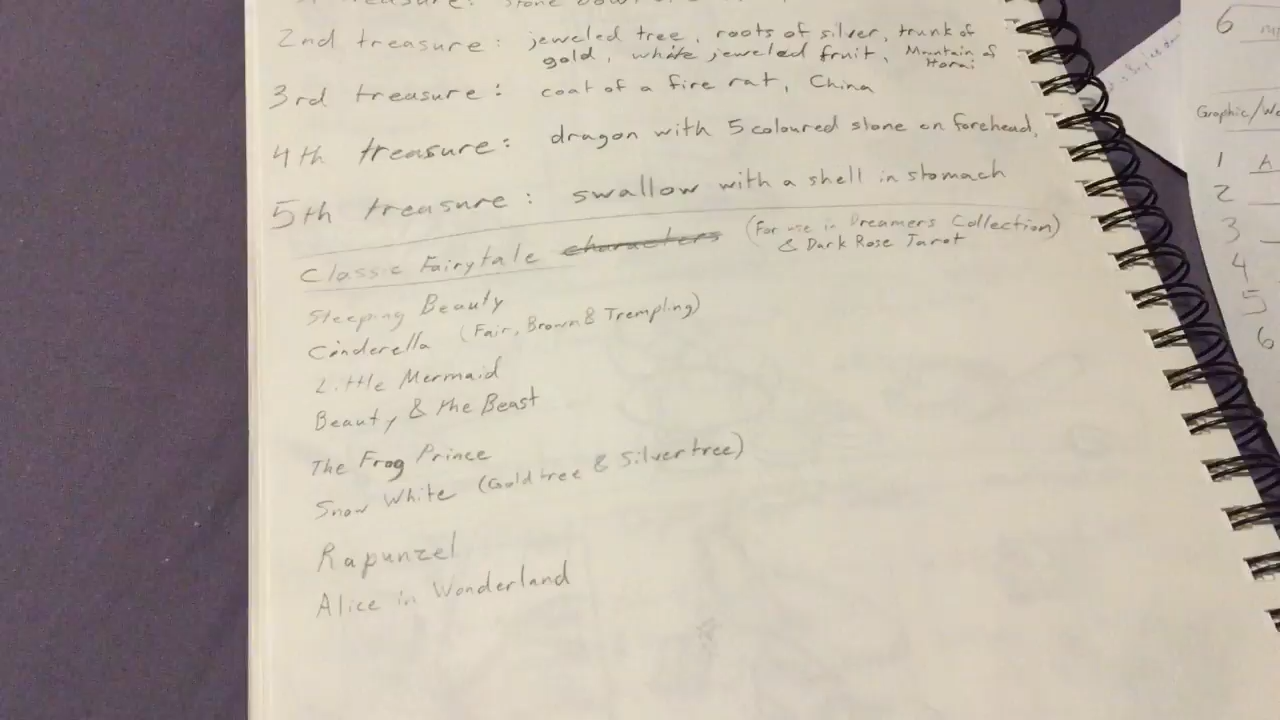 treasure: stone bowl
2nd treasure: jeweled tree, roots of silver, trunk of
gold, white jeweled fruit, Mountain of
Horai
3rd treasure: coat of a fire rat, China
4th treasure: dragon with 5 coloured stone on forehead,
5th treasure: swallow with a shell in stomach
Classic Fairytale characters (For use in Dreamers Collection)
& Dark Rose Tarot
Sleeping Beauty
Cinderella (Fair, Brown & Trempling)
Little Mermaid
Beauty & the Beast
The Frog Prince
Snow White (Goldtree & Silvertree)
Rapunzel
Alice in Wonderland
6
Graphic/
1 A
2
3
4
5
6